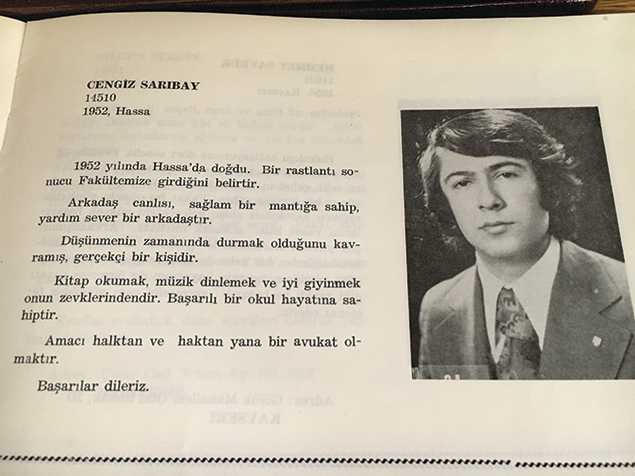 CENGİZ SARIBAY
14510
1952, Hassa
1952 yılında Hassa'da doğdu. Bir rastlantı so-
nucu Fakültemize girdiğini belirtir.
Arkadaş canlısı, sağlam bir mantığa sahip,
yardım sever bir arkadaştır.
Düşünmenin zamanında durmak olduğunu kav-
ramış, gerçekçi bir kişidir.
Kitap okumak, müzik dinlemek ve iyi giyinmek
onun zevklerindendir. Başarılı bir okul hayatına sa-
hiptir.
Amacı halktan ve haktan yana bir avukat ol-
maktır.
Başarılar dileriz.